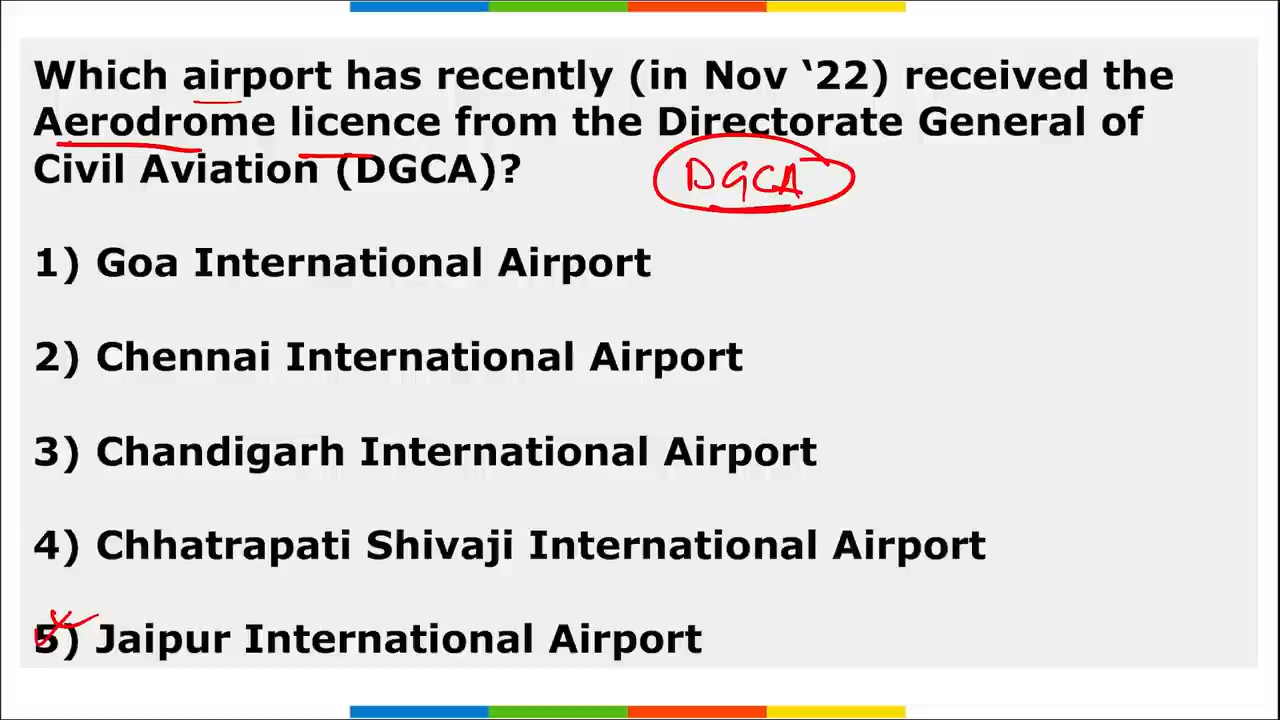 Which airport has recently (in Nov ‘22) received the
Aerodrome licence from the Directorate General of
Civil Aviation (DGCA)?
DGCA
1) Goa International Airport
2) Chennai International Airport
3) Chandigarh International Airport
4) Chhatrapati Shivaji International Airport
5) Jaipur International Airport